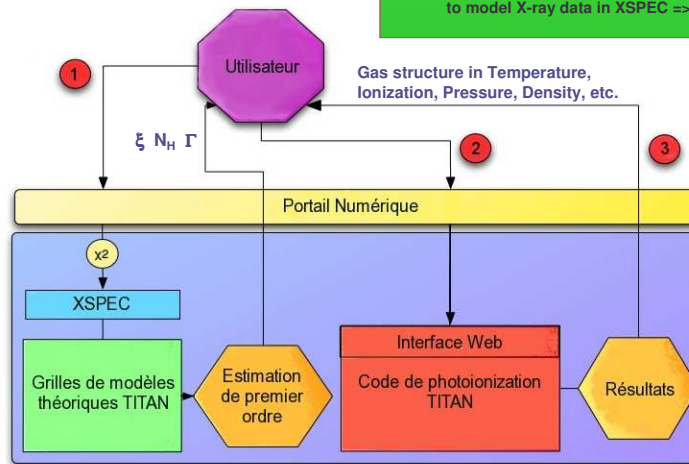 to model X-ray data in XSPEC =>
Utilisateur
1
Gas structure in Temperature,
Ionization, Pressure, Density, etc.
ξ N_H Γ
2
3
Portail Numérique
χ2
XSPEC
Grilles de modèles
théoriques TITAN
Estimation
de premier
ordre
Interface Web
Code de photoionization
TITAN
Résultats